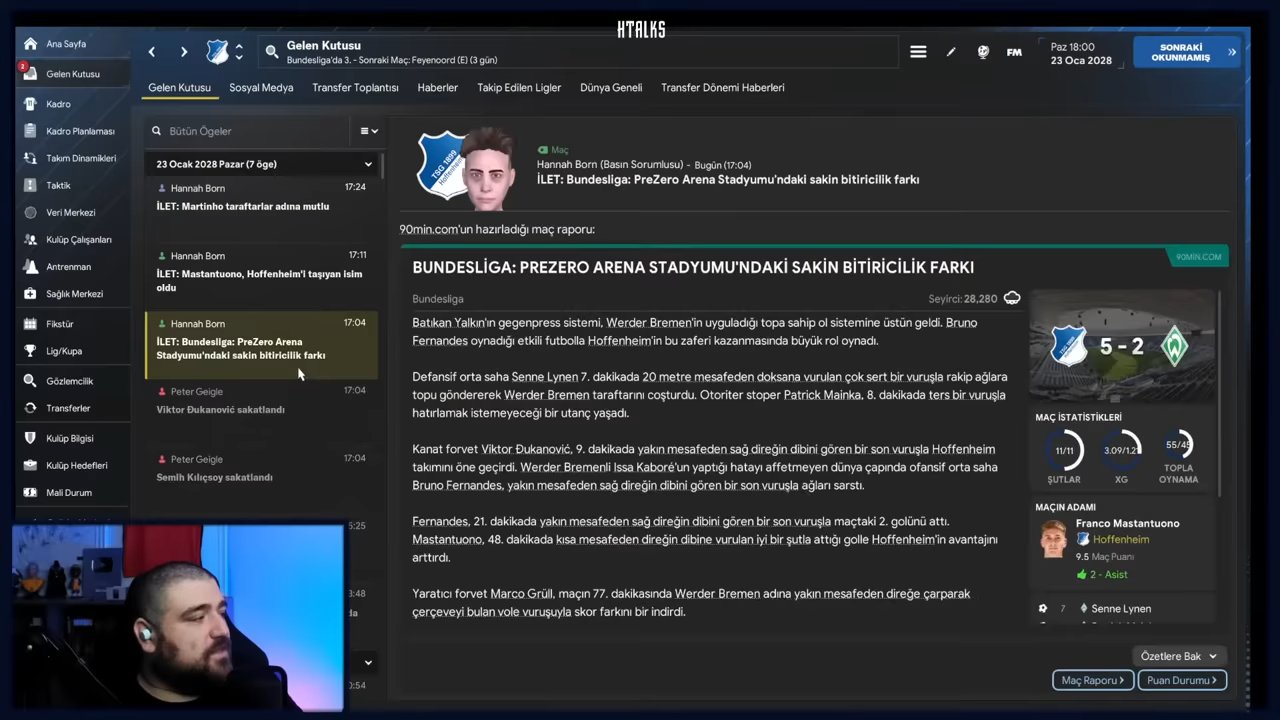 HTALKS
Ana Sayfa
2
Gelen Kutusu
Kadro
Kadro Planlaması
Takım Dinamikleri
Taktik
Veri Merkezi
Kulüp Çalışanları
Antrenman
Sağlık Merkezi
Fikstür
Lig/Kupa
Gözlemcilik
Transferler
Kulüp Bilgisi
Kulüp Hedefleri
Mali Durum
Gelen Kutusu
Bundesliga'da 3. - Sonraki Maç: Feyenoord (E) (3 gün)
FM
Paz 18:00
23 Oca 2028
SONRAKİ
OKUNMAMIŞ
Gelen Kutusu
Sosyal Medya
Transfer Toplantısı
Haberler
Takip Edilen Ligler
Dünya Geneli
Transfer Dönemi Haberleri
Bütün Ögeler
23 Ocak 2028 Pazar (7 öge)
Hannah Born 17:24
İLET: Martinho taraftarlar adına mutlu
Hannah Born 17:11
İLET: Mastantuono, Hoffenheim'i taşıyan isim
oldu
Hannah Born 17:04
İLET: Bundesliga: PreZero Arena
Stadyumu'ndaki sakin bitiricilik farkı
Peter Geigle 17:04
Viktor Đukanović sakatlandı
Peter Geigle 17:04
Semih Kılıçsoy sakatlandı
5:25
3:48
da
0:54
TSG 1899
Hoffenheim
Maç
Hannah Born (Basın Sorumlusu) - Bugün (17:04)
İLET: Bundesliga: PreZero Arena Stadyumu'ndaki sakin bitiricilik farkı
90min.com'un hazırladığı maç raporu:
90MIN.COM
BUNDESLİGA: PREZERO ARENA STADYUMU'NDAKİ SAKİN BİTİRİCİLİK FARKI
Bundesliga
Seyirci: 28,280
Batıkan Yalkın'ın gegenpress sistemi, Werder Bremen'in uyguladığı topa sahip ol sistemine üstün geldi. Bruno
Fernandes oynadığı etkili futbolla Hoffenheim'in bu zaferi kazanmasında büyük rol oynadı.
Defansif orta saha Senne Lynen 7. dakikada 20 metre mesafeden doksana vurulan çok sert bir vuruşla rakip ağlara
topu göndererek Werder Bremen taraftarını coşturdu. Otoriter stoper Patrick Mainka, 8. dakikada ters bir vuruşla
hatırlamak istemeyeceği bir utanç yaşadı.
Kanat forvet Viktor Đukanović, 9. dakikada yakın mesafeden sağ direğin dibini gören bir son vuruşla Hoffenheim
takımını öne geçirdi. Werder Bremenli Issa Kaboré'un yaptığı hatayı affetmeyen dünya çapında ofansif orta saha
Bruno Fernandes, yakın mesafeden sağ direğin dibini gören bir son vuruşla ağları sarstı.
Fernandes, 21. dakikada yakın mesafeden sağ direğin dibini gören bir son vuruşla maçtaki 2. golünü attı.
Mastantuono, 48. dakikada kısa mesafeden direğin dibine vurulan iyi bir şutla attığı golle Hoffenheim'in avantajını
arttırdı.
Yaratıcı forvet Marco Grüll, maçın 77. dakikasında Werder Bremen adına yakın mesafeden direğe çarparak
çerçeveyi bulan vole vuruşuyla skor farkını bir indirdi.
5 - 2
MAÇ İSTATİSTİKLERİ
11/11
ŞUTLAR
3.09/1.21
XG
55/45
TOPLA
OYNAMA
MAÇIN ADAMI
Franco Mastantuono
Hoffenheim
9.5 Maç Puanı
2 - Asist
7 Senne Lynen
Özetlere Bak
Maç Raporu
Puan Durumu